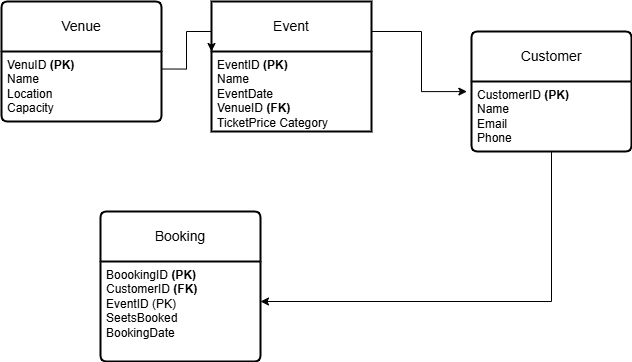 Venue
VenuID (PK)
Name
Location
Capacity
Event
EventID (PK)
Name
EventDate
VenueID (FK)
TicketPrice Category
Customer
CustomerID (PK)
Name
Email
Phone
Booking
BoookingID (PK)
CustomerID (FK)
EventID (PK)
SeetsBooked
BookingDate